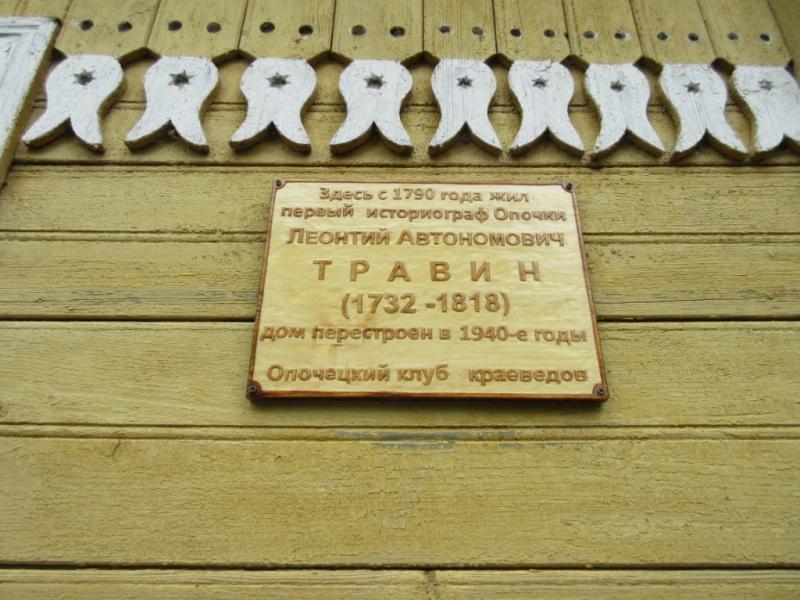 Здесь с 1790 года жил
первый историограф Опочки
Леонтий Автономович
ТРАВИН
(1732 -1818)
дом перестроен в 1940-е годы
Опочецкий клуб краеведов